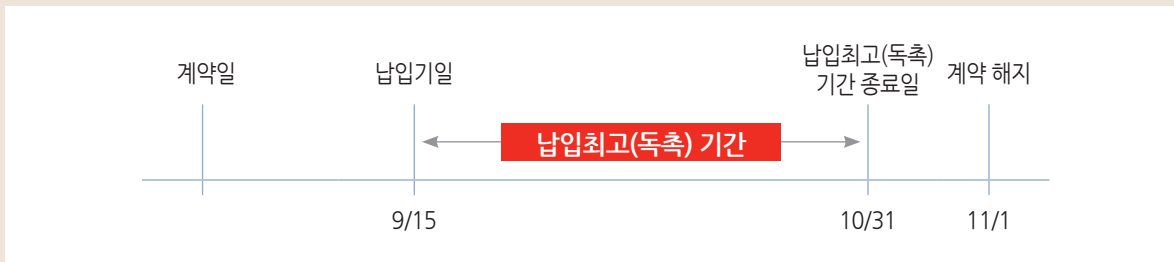 계약일
납입기일
납입최고(독촉)
기간 종료일
계약 해지
납입최고(독촉) 기간
9/15
10/31
11/1